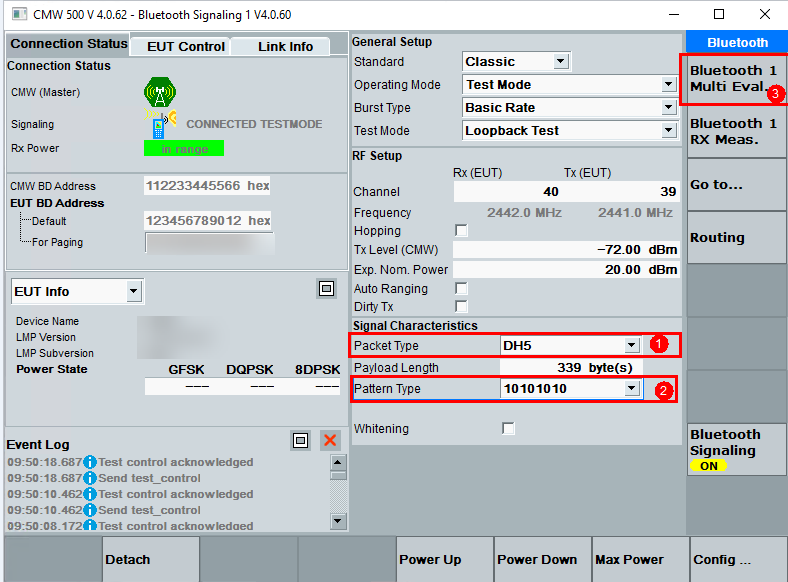 CMW 500 V 4.0.62 - Bluetooth Signaling 1 V4.0.60
Connection Status
EUT Control
Link Info
Connection Status
CMW (Master)
Signaling
CONNECTED TESTMODE
Rx Power
in range
CMW BD Address
112233445566 hex
EUT BD Address
Default
123456789012 hex
For Paging
EUT Info
Device Name
LMP Version
LMP Subversion
Power State
GFSK DQPSK 8DPSK
--- --- ---
Event Log
09:50:18.687 Test control acknowledged
09:50:18.687 Send test_control
09:50:10.462 Test control acknowledged
09:50:10.462 Send test_control
09:50:08.172 Test control acknowledged
General Setup
Standard Classic
Operating Mode Test Mode
Burst Type Basic Rate
Test Mode Loopback Test
RF Setup
Rx (EUT) Tx (EUT)
Channel 40 39
Frequency 2442.0 MHz 2441.0 MHz
Hopping
Tx Level (CMW) −72.00 dBm
Exp. Nom. Power 20.00 dBm
Auto Ranging
Dirty Tx
Signal Characteristics
Packet Type DH5 1
Payload Length 339 byte(s)
Pattern Type 10101010 2
Whitening
Bluetooth
Bluetooth 1
Multi Eval. 3
Bluetooth 1
RX Meas.
Go to...
Routing
Bluetooth
Signaling
ON
Detach
Power Up
Power Down
Max Power
Config ...